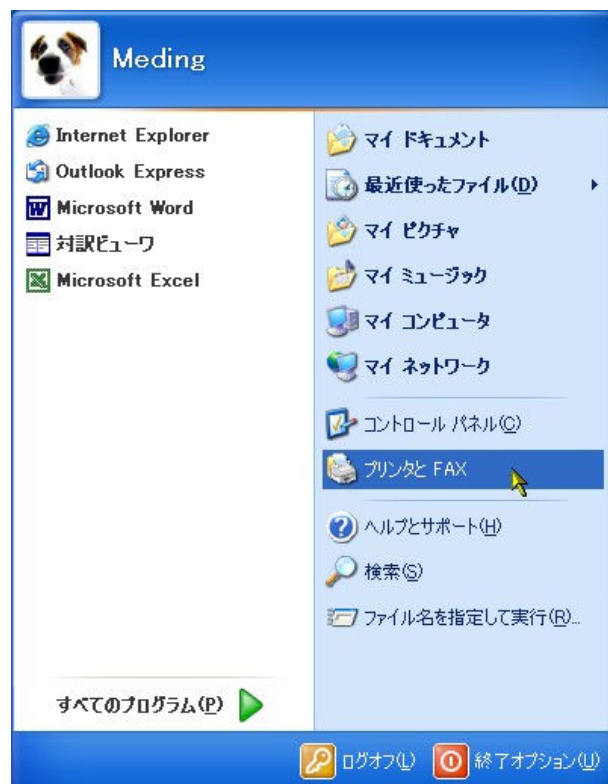 Meding
Internet Explorer
Outlook Express
Microsoft Word
対訳ビューワ
Microsoft Excel
すべてのプログラム(P)
マイ ドキュメント
最近使ったファイル(D)
マイ ピクチャ
マイ ミュージック
マイ コンピュータ
マイ ネットワーク
コントロール パネル(C)
プリンタと FAX
ヘルプとサポート(H)
検索(S)
ファイル名を指定して実行(R)...
ログオフ(L)
終了オプション(U)